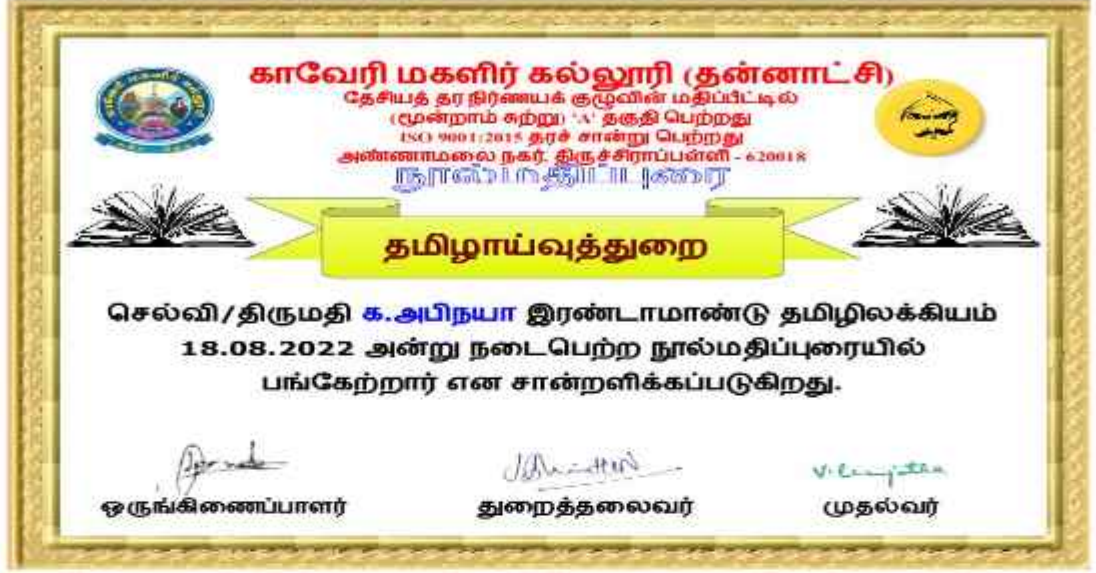 காவேரி மகளிர் கல்லூரி (தன்னாட்சி)
தேசியத் தர நிர்ணயக் குழுவின் மதிப்பீட்டில்
(மூன்றாம் சுற்று) 'A' தகுதி பெற்றது
ISO 9001:2015 தரச் சான்று பெற்றது
அண்ணாமலை நகர், திருச்சிராப்பள்ளி - 620018
நூல்மதிப்புரை
தமிழாய்வுத்துறை
செல்வி/திருமதி க.அபிநயா இரண்டாமாண்டு தமிழிலக்கியம்
18.08.2022 அன்று நடைபெற்ற நூல்மதிப்புரையில்
பங்கேற்றார் என சான்றளிக்கப்படுகிறது.
ஒருங்கிணைப்பாளர் துறைத்தலைவர் முதல்வர்